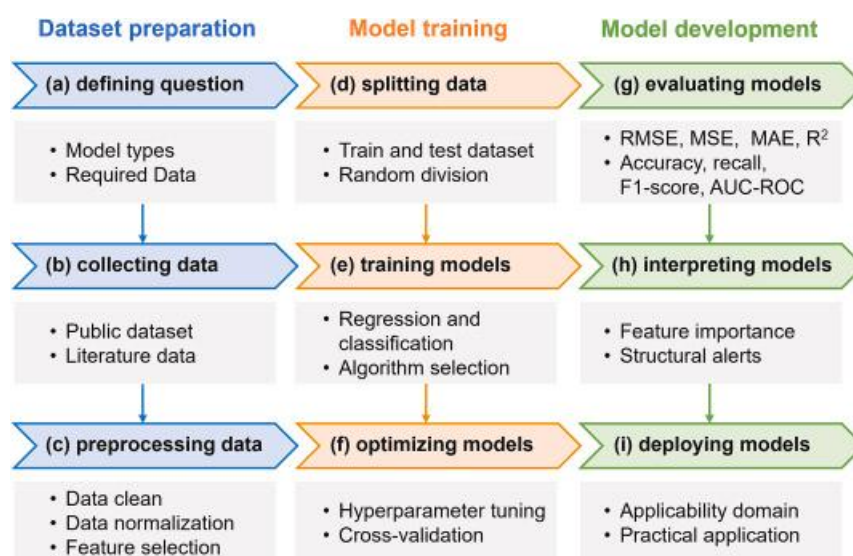 Dataset preparation
Model training
Model development
(a) defining question
(d) splitting data
(g) evaluating models
• Model types
• Required Data
• Train and test dataset
• Random division
• RMSE, MSE, MAE, R²
• Accuracy, recall,
F1-score, AUC-ROC
(b) collecting data
(e) training models
(h) interpreting models
• Public dataset
• Literature data
• Regression and
classification
• Algorithm selection
• Feature importance
• Structural alerts
(c) preprocessing data
(f) optimizing models
(i) deploying models
• Data clean
• Data normalization
• Feature selection
• Hyperparameter tuning
• Cross-validation
• Applicability domain
• Practical application